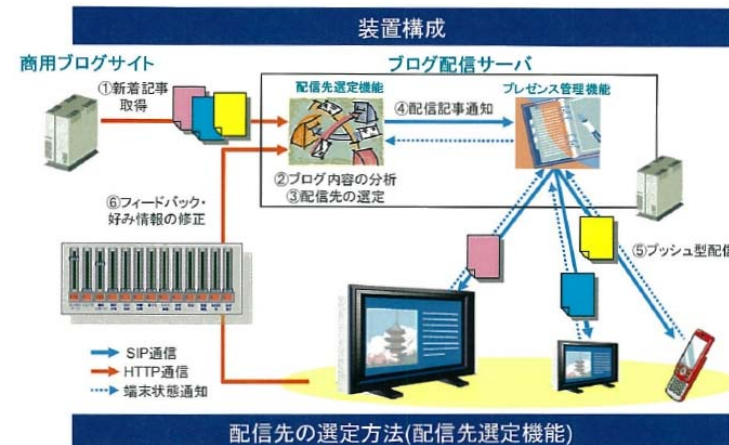 装置構成
商用ブログサイト
ブログ配信サーバ
①新着記事
取得
配信先選定機能
④配信記事通知
プレゼンス管理機能
②ブログ内容の分析
③配信先の選定
⑥フィードバック・
好み情報の修正
⑤プッシュ型配信
SIP通信
HTTP通信
端末状態通知
配信先の選定方法(配信先選定機能)